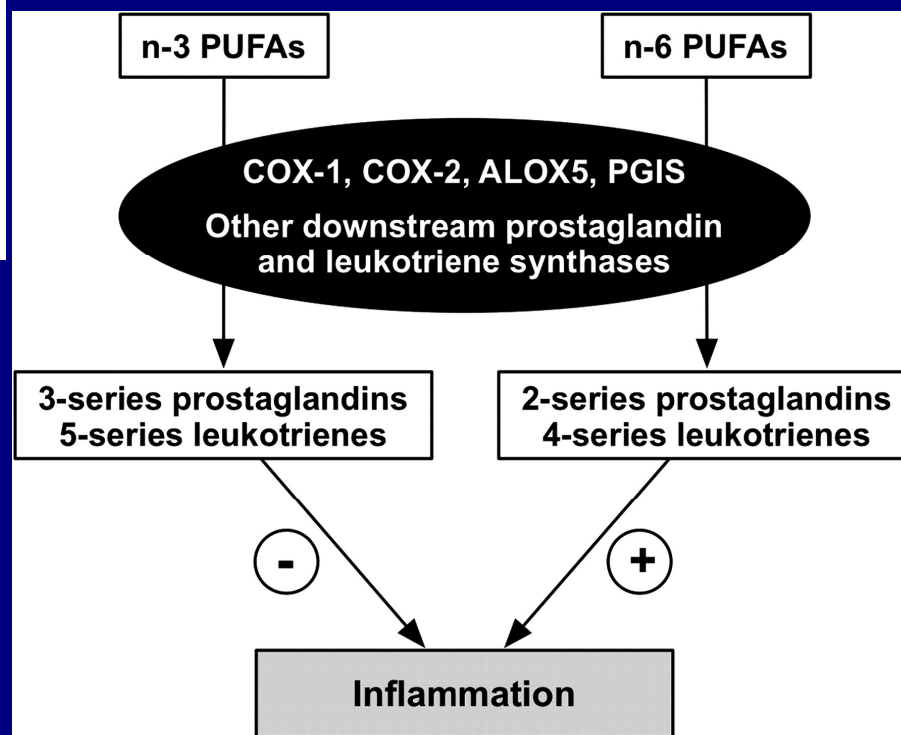 n-3 PUFAs
n-6 PUFAs
COX-1, COX-2, ALOX5, PGIS
Other downstream prostaglandin
and leukotriene synthases
3-series prostaglandins
5-series leukotrienes
2-series prostaglandins
4-series leukotrienes
-
+
Inflammation